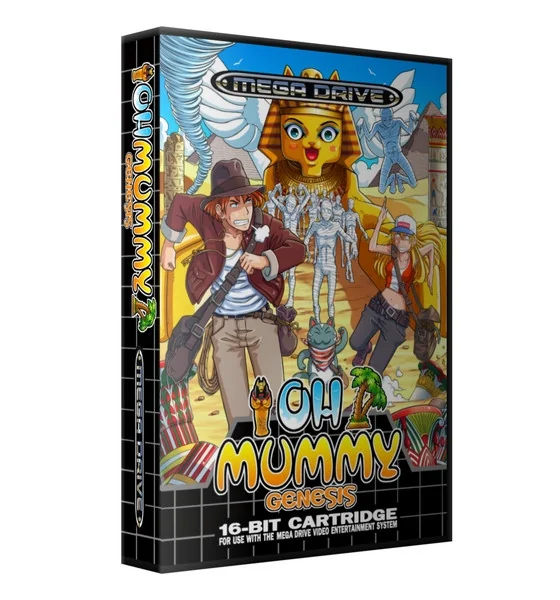 MEGA DRIVE
OH
MUMMY
GENESIS
16-BIT CARTRIDGE
FOR USE WITH THE MEGA DRIVE VIDEO ENTERTAINMENT SYSTEM
OH MUMMY
GENESIS
MEGA DRIVE